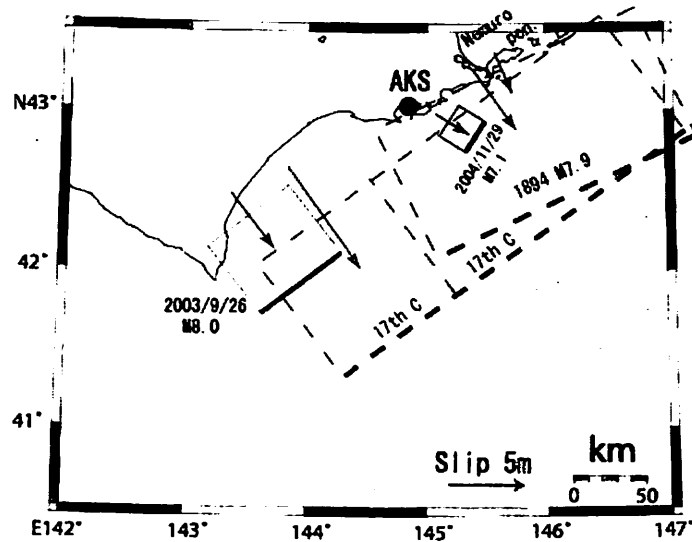 Nemuro
pen.
AKS
N43°
2004/11/29
M7.1
1894 M7.9
42°
17th C
2003/9/26
M8.0
17th C
41°
Slip 5m
km
0 50
E142° 143° 144° 145° 146° 147°